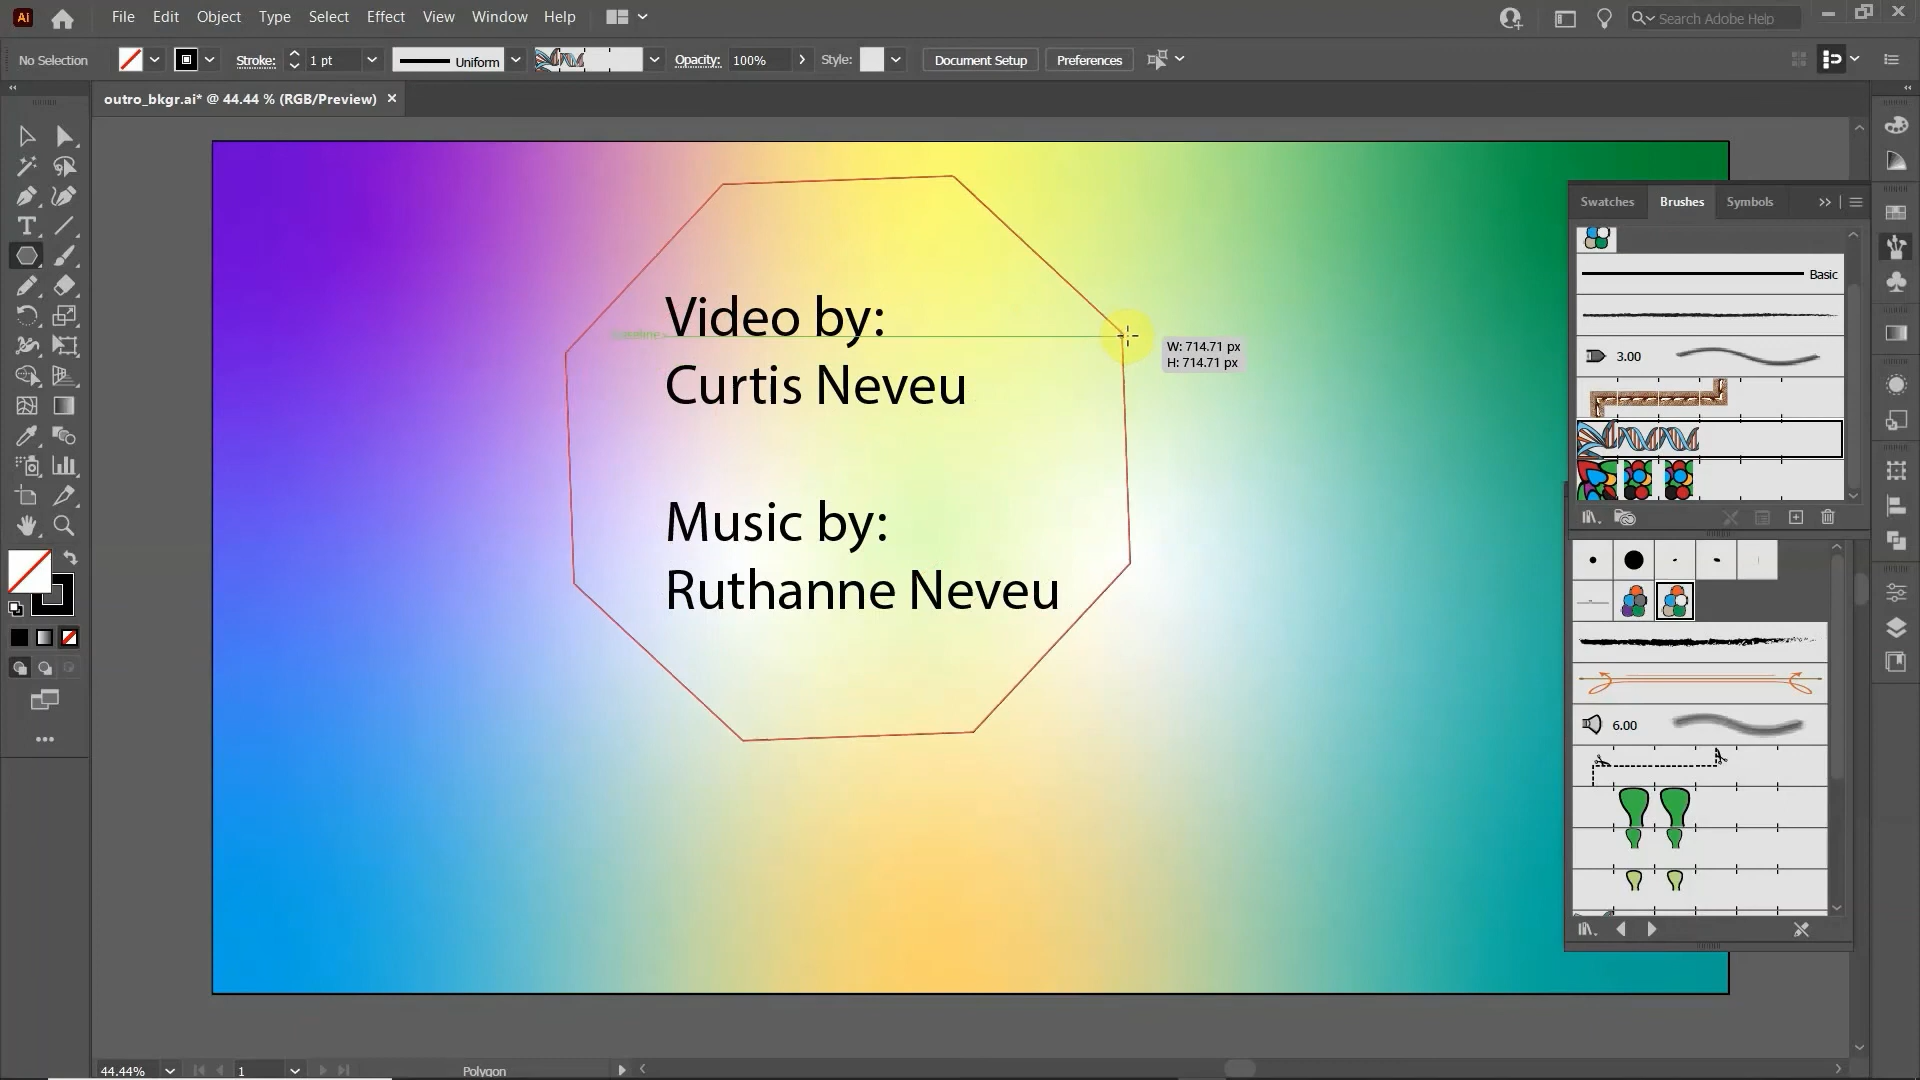 Ai File Edit Object Type Select Effect View Window Help Search Adobe Help
No Selection Stroke: 1 pt Uniform Opacity: 100% Style: Document Setup Preferences
outro_bkgr.ai* @ 44.44 % (RGB/Preview) ×
Swatches Brushes Symbols
Basic
Video by:
Curtis Neveu
W: 714.71 px
H: 714.71 px
3.00
Music by:
Ruthanne Neveu
6.00
44.44% 1 Polygon